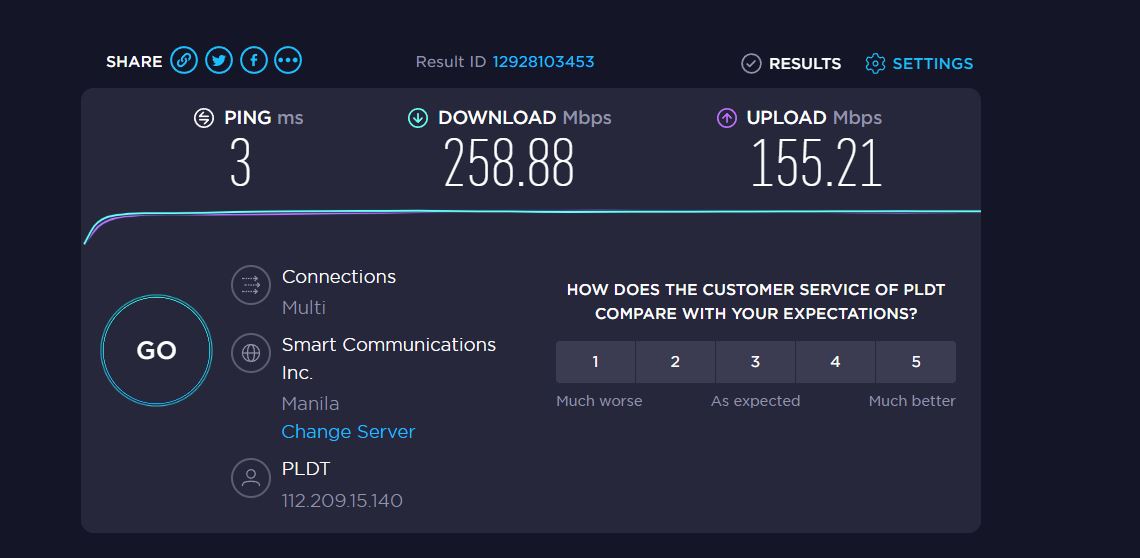 SHARE
Result ID 12928103453
RESULTS
SETTINGS
PING ms
3
DOWNLOAD Mbps
258.88
UPLOAD Mbps
155.21
GO
Connections
Multi
Smart Communications
Inc.
Manila
Change Server
PLDT
112.209.15.140
HOW DOES THE CUSTOMER SERVICE OF PLDT
COMPARE WITH YOUR EXPECTATIONS?
1 2 3 4 5
Much worse As expected Much better